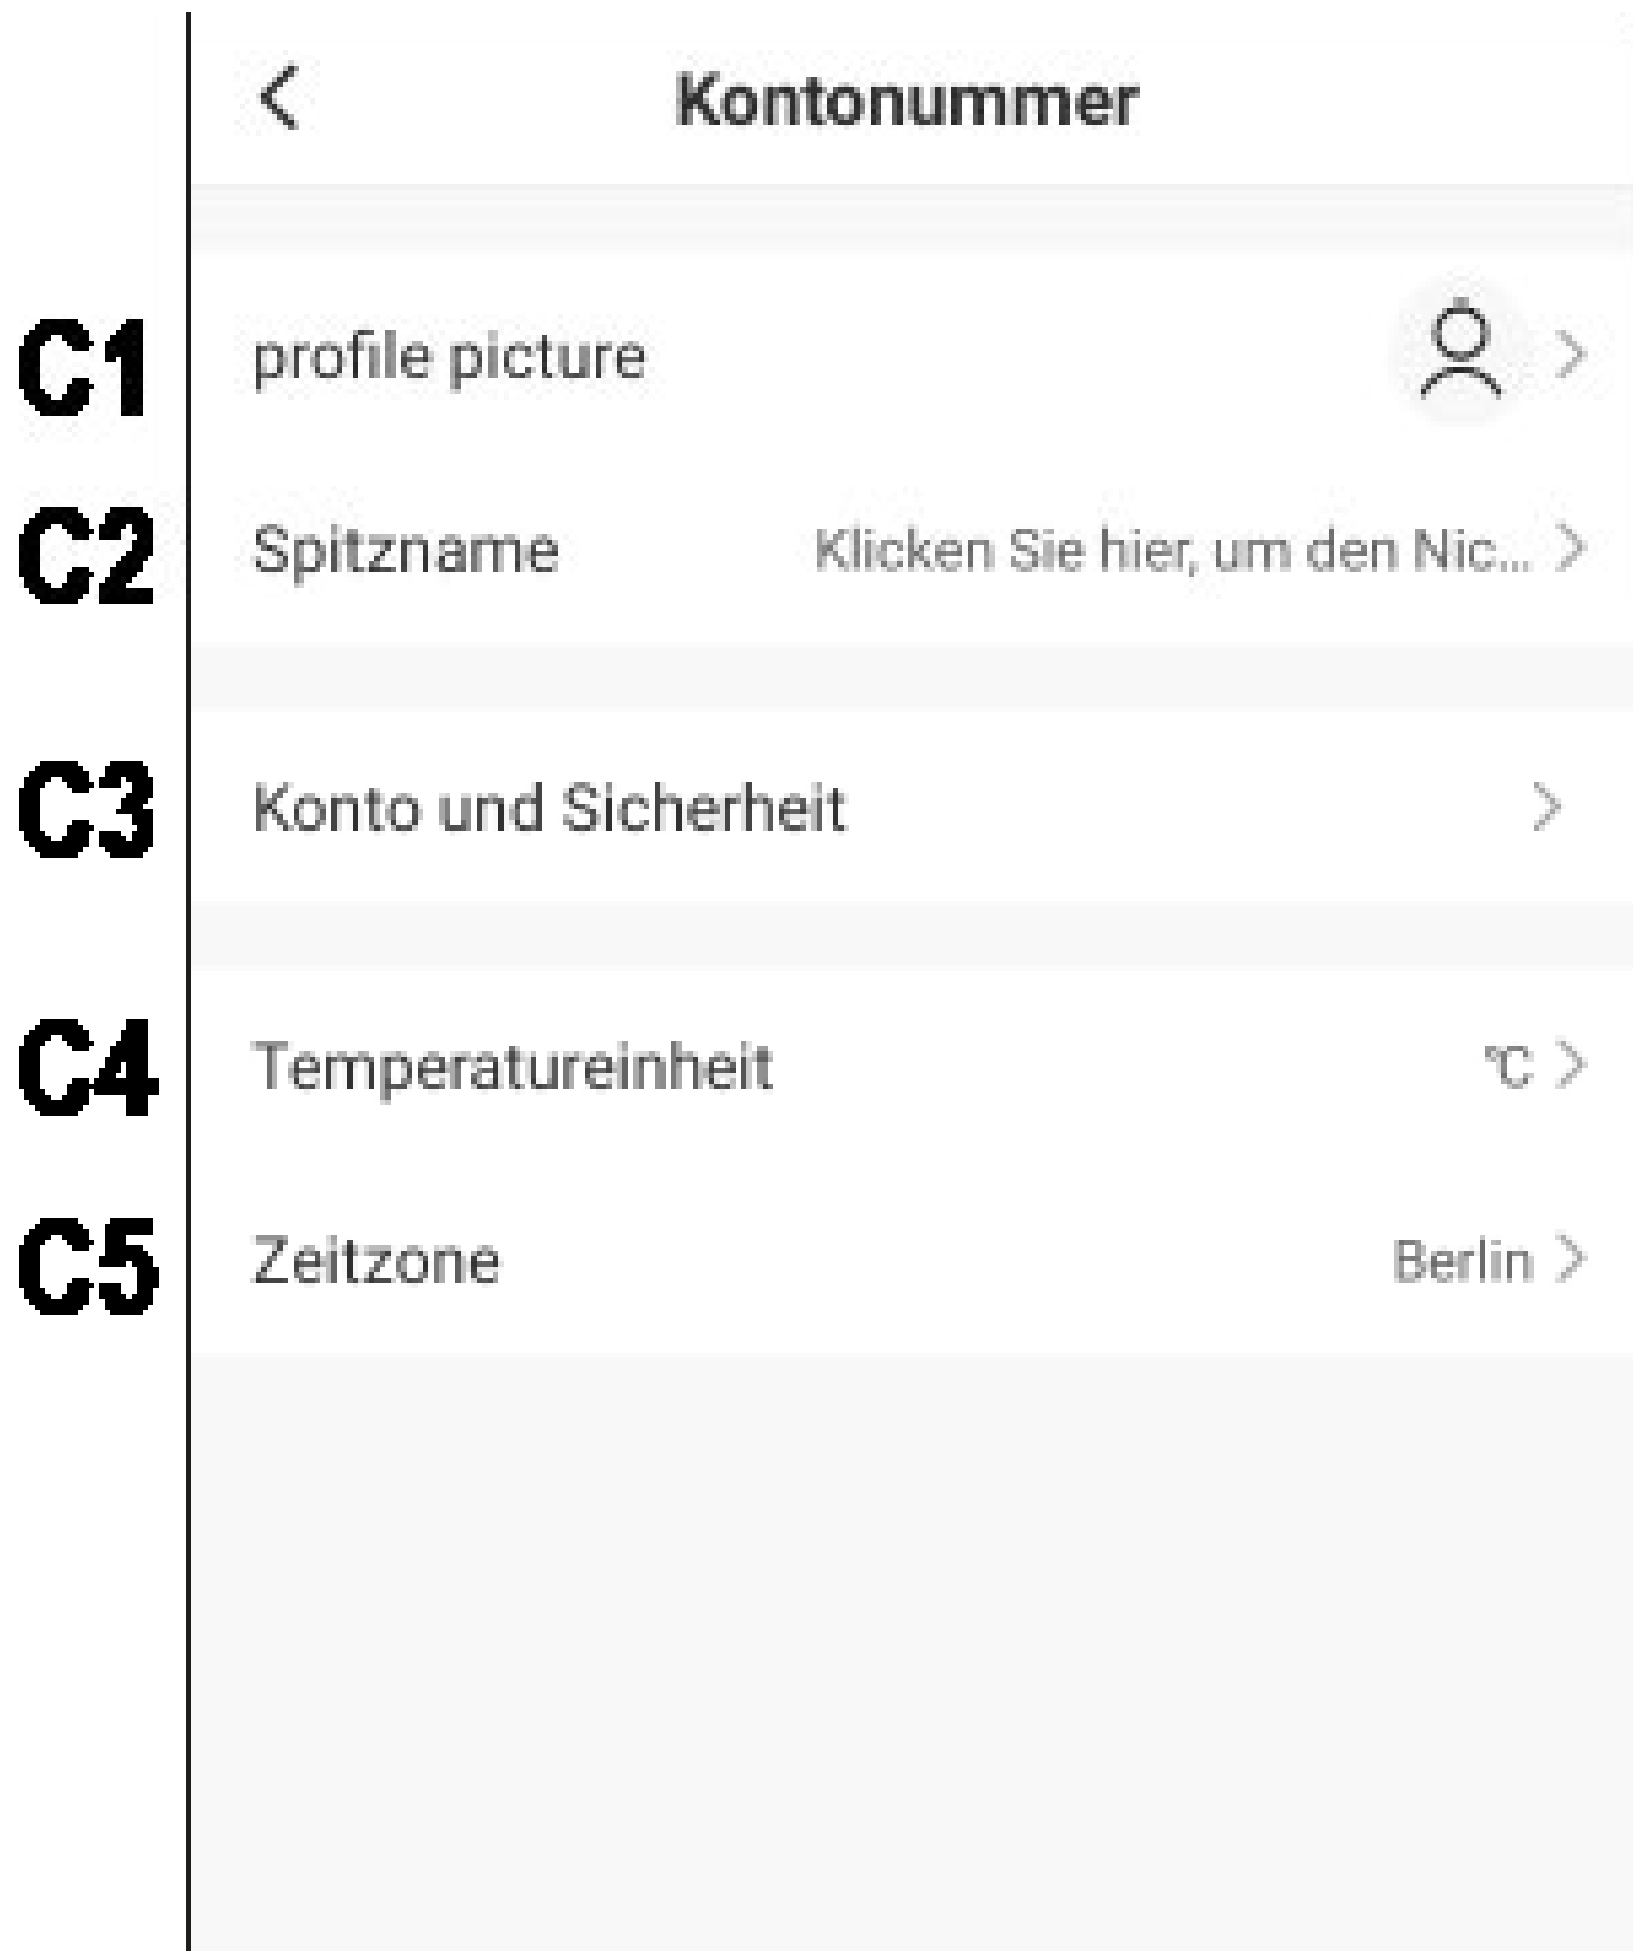 Kontonummer
C1 profile picture
C2 Spitzname Klicken Sie hier, um den Nic...
C3 Konto und Sicherheit
C4 Temperatureinheit °C
C5 Zeitzone Berlin